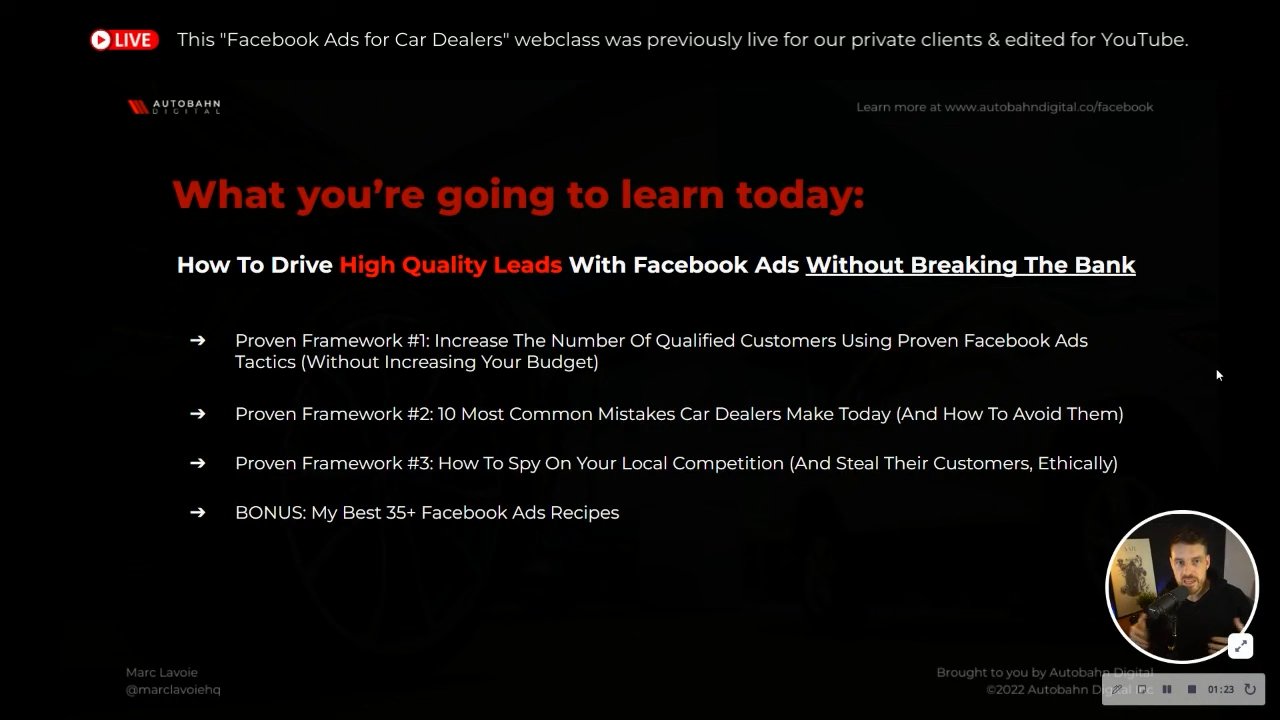 LIVE This "Facebook Ads for Car Dealers" webclass was previously live for our private clients & edited for YouTube.
AUTOBAHN
DIGITAL
Learn more at www.autobahndigital.co/facebook
What you’re going to learn today:
How To Drive High Quality Leads With Facebook Ads Without Breaking The Bank
➔ Proven Framework #1: Increase The Number Of Qualified Customers Using Proven Facebook Ads
Tactics (Without Increasing Your Budget)
➔ Proven Framework #2: 10 Most Common Mistakes Car Dealers Make Today (And How To Avoid Them)
➔ Proven Framework #3: How To Spy On Your Local Competition (And Steal Their Customers, Ethically)
➔ BONUS: My Best 35+ Facebook Ads Recipes
Marc Lavoie
@marclavoiehq
Brought to you by Autobahn Digital
©2022 Autobahn Digital Inc
01:23